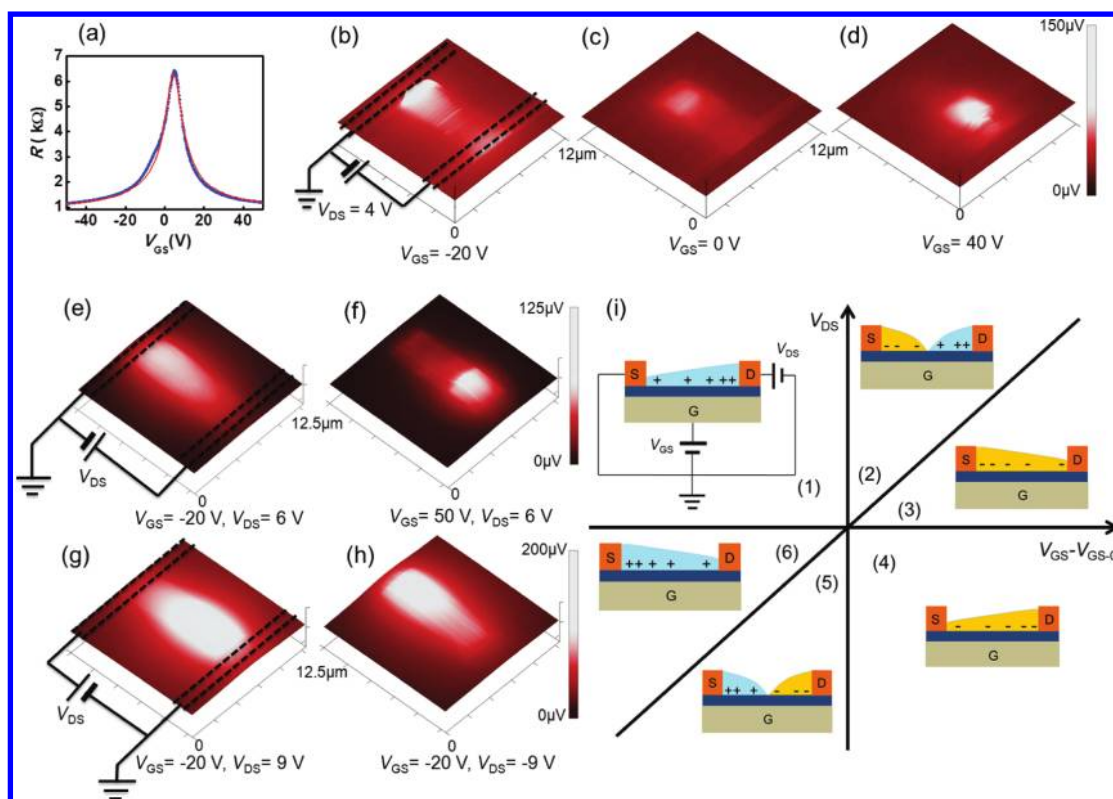 (a)
7
6
5
4
3
2
1
R ( kΩ)
-40 -20 0 20 40
VGS(V)
(b)
VDS = 4 V
0
12μm
VGS= -20 V
(c)
0
12μm
VGS= 0 V
(d)
0
VGS= 40 V
150μV
0μV
(e)
VDS
0
12.5μm
VGS= -20 V, VDS= 6 V
(f)
0
VGS= 50 V, VDS= 6 V
125μV
0μV
(g)
VDS
0
12.5μm
VGS= -20 V, VDS= 9 V
(h)
0
VGS= -20 V, VDS= -9 V
200μV
0μV
(i)
VDS
S - - - + ++ D
G
S + + + ++ D
VDS
G
VGS
(1)
(2)
S -- - - - D
G
(3)
VGS-VGS-
(6)
(5)
(4)
S ++ + + + D
G
S - - - -- D
G
S ++ + - -- D
G